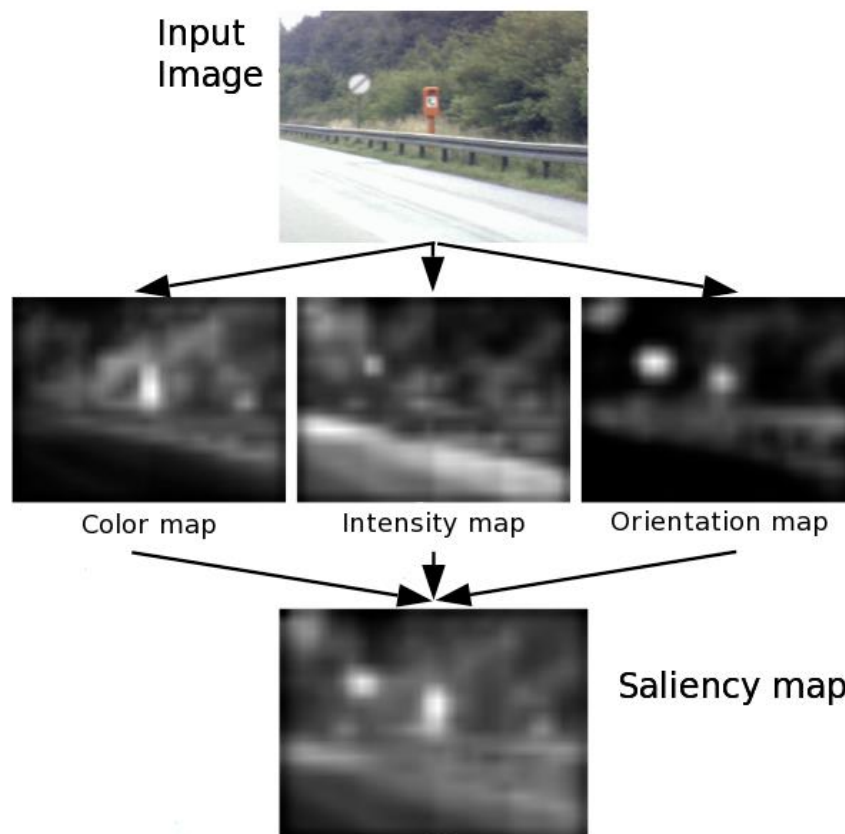 Input
Image
Color map
Intensity map
Orientation map
Saliency map